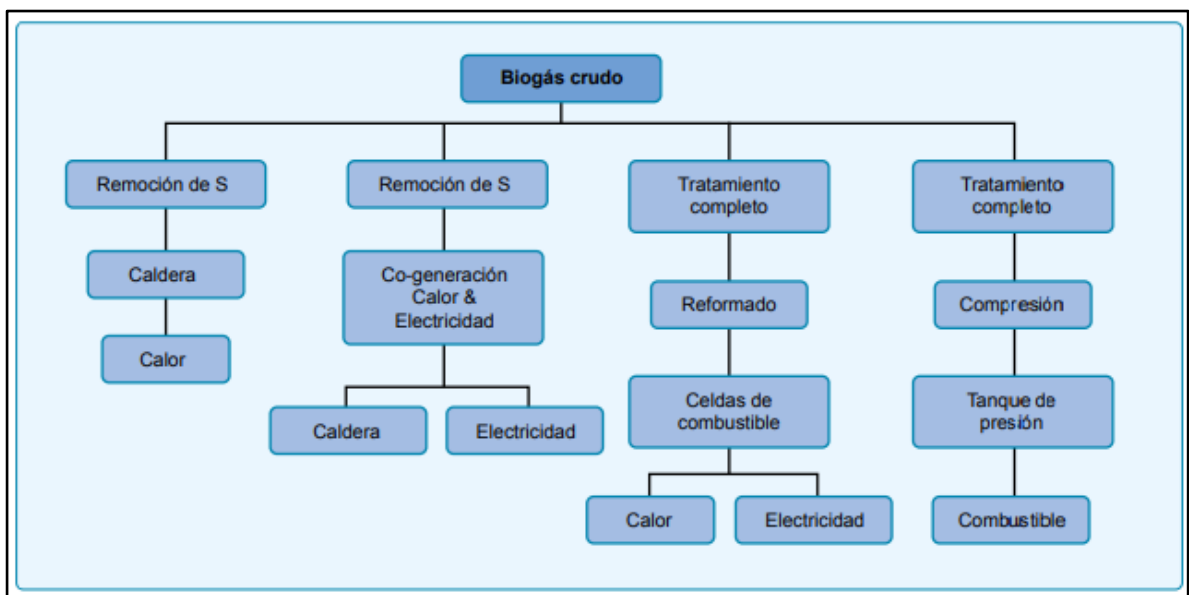 Biogás crudo
Remoción de S
Remoción de S
Tratamiento
completo
Tratamiento
completo
Caldera
Co-generación
Calor &
Electricidad
Reformado
Compresión
Calor
Caldera
Electricidad
Celdas de
combustible
Tanque de
presión
Calor
Electricidad
Combustible